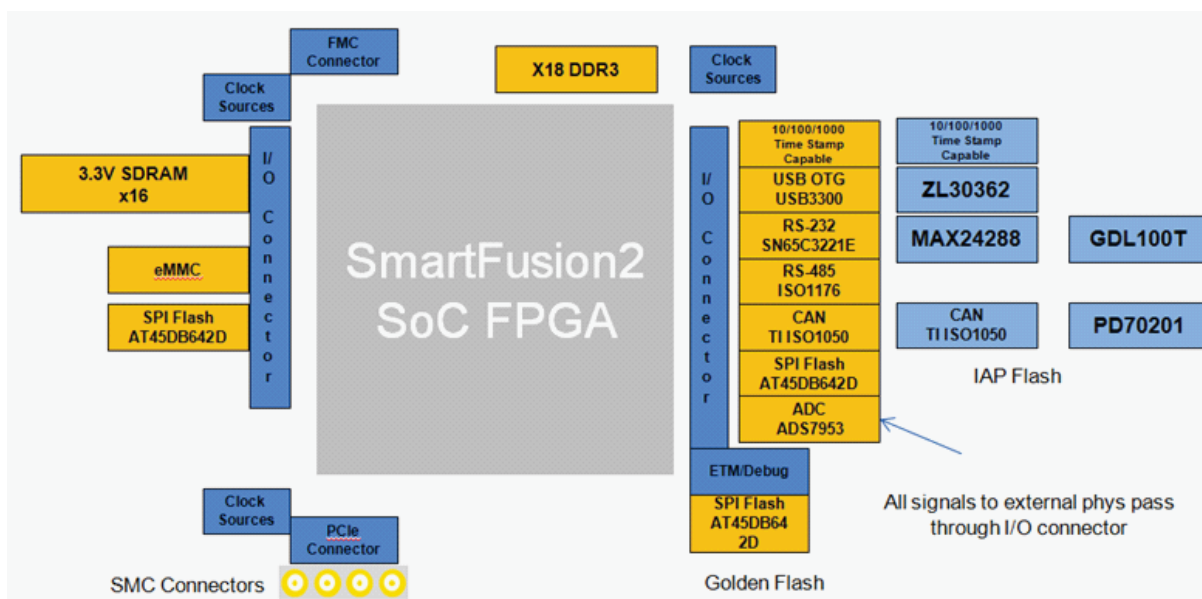 FMC
Connector
Clock
Sources
X18 DDR3
Clock
Sources
3.3V SDRAM
x16
eMMC
SPI Flash
AT45DB642D
I/
O
C
o
n
n
e
c
t
o
r
SmartFusion2
SoC FPGA
I/
O
C
o
n
n
e
c
t
o
r
10/100/1000
Time Stamp
Capable
USB OTG
USB3300
RS-232
SN65C3221E
RS-485
ISO1176
CAN
TI ISO1050
SPI Flash
AT45DB642D
ADC
ADS7953
10/100/1000
Time Stamp
Capable
ZL30362
MAX24288
GDL100T
CAN
TI ISO1050
PD70201
IAP Flash
ETM/Debug
SPI Flash
AT45DB64
2D
Golden Flash
All signals to external phys pass
through I/O connector
Clock
Sources
PCIe
Connector
SMC Connectors